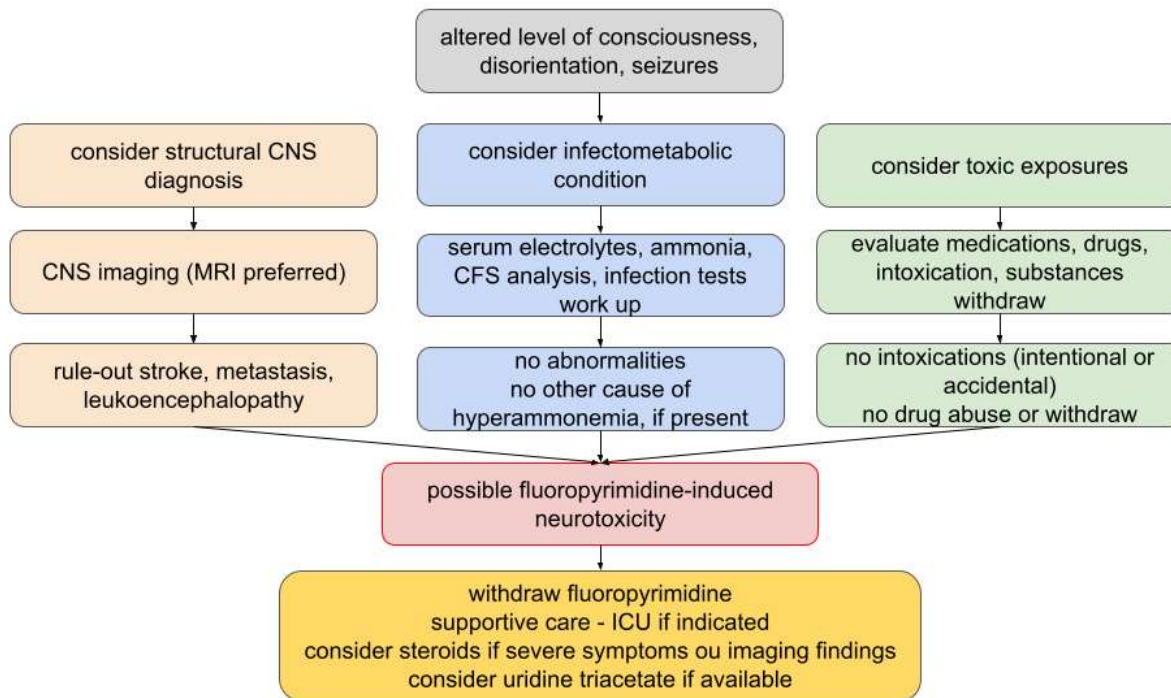 altered level of consciousness,
disorientation, seizures
consider structural CNS
diagnosis
consider infectometabolic
condition
consider toxic exposures
CNS imaging (MRI preferred)
serum electrolytes, ammonia,
CFS analysis, infection tests
work up
evaluate medications, drugs,
intoxication, substances
withdraw
rule-out stroke, metastasis,
leukoencephalopathy
no abnormalities
no other cause of
hyperammonemia, if present
no intoxications (intentional or
accidental)
no drug abuse or withdraw
possible fluoropyrimidine-induced
neurotoxicity
withdraw fluoropyrimidine
supportive care - ICU if indicated
consider steroids if severe symptoms ou imaging findings
consider uridine triacetate if available